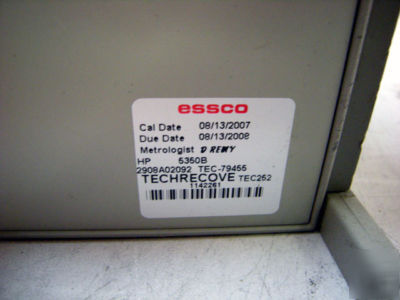 essco
Cal Date 08/13/2007
Due Date 08/13/2008
Metrologist D REMY
HP 5350B
2908A02092 TEC-79455
TECHRECOVE TEC252
1142261